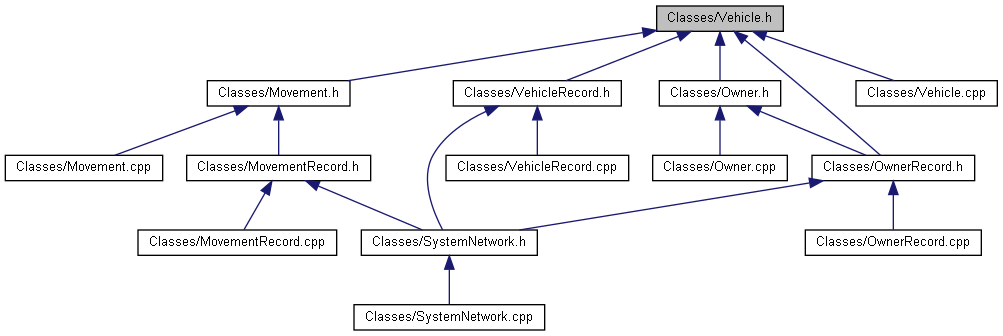 Classes/Vehicle.h
Classes/Movement.h
Classes/VehicleRecord.h
Classes/Owner.h
Classes/Vehicle.cpp
Classes/Movement.cpp
Classes/MovementRecord.h
Classes/VehicleRecord.cpp
Classes/Owner.cpp
Classes/OwnerRecord.h
Classes/MovementRecord.cpp
Classes/SystemNetwork.h
Classes/OwnerRecord.cpp
Classes/SystemNetwork.cpp